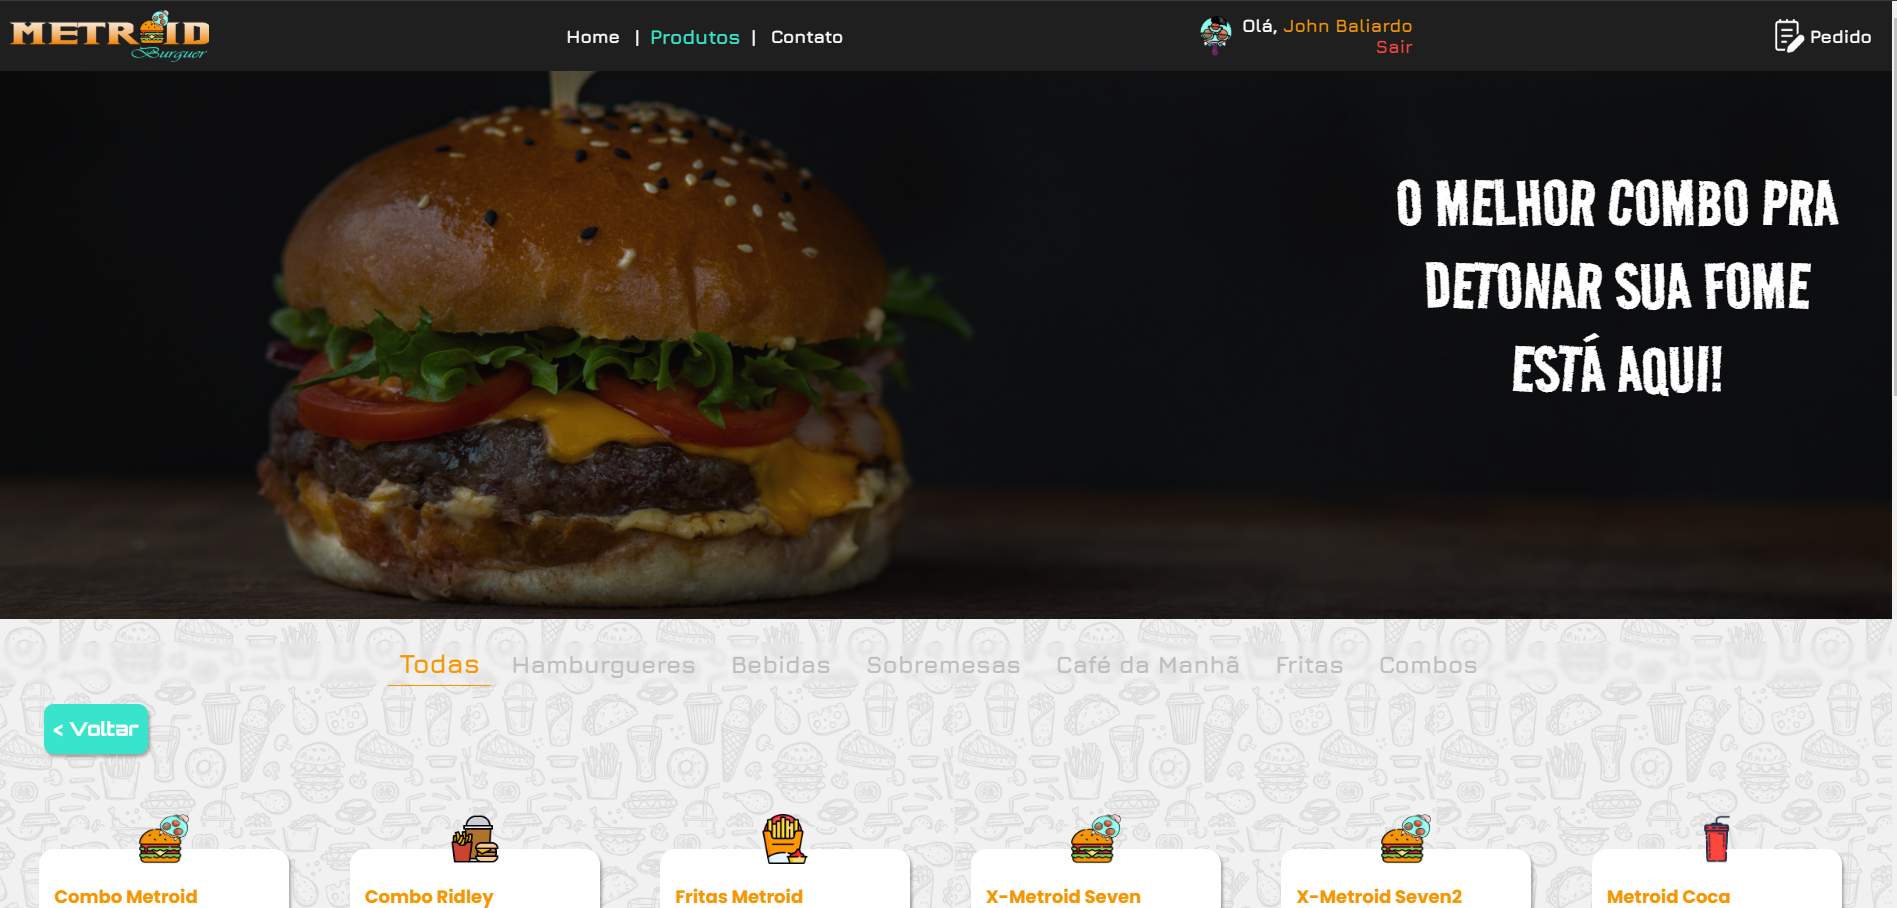 METROID
Burguer
Home | Produtos | Contato
Olá, John Baliardo
Sair
Pedido
O MELHOR COMBO PRA
DETONAR SUA FOME
ESTÁ AQUI!
Todas Hamburgueres Bebidas Sobremesas Café da Manhã Fritas Combos
< Voltar
Combo Metroid
Combo Ridley
Fritas Metroid
X-Metroid Seven
X-Metroid Seven2
Metroid Coca